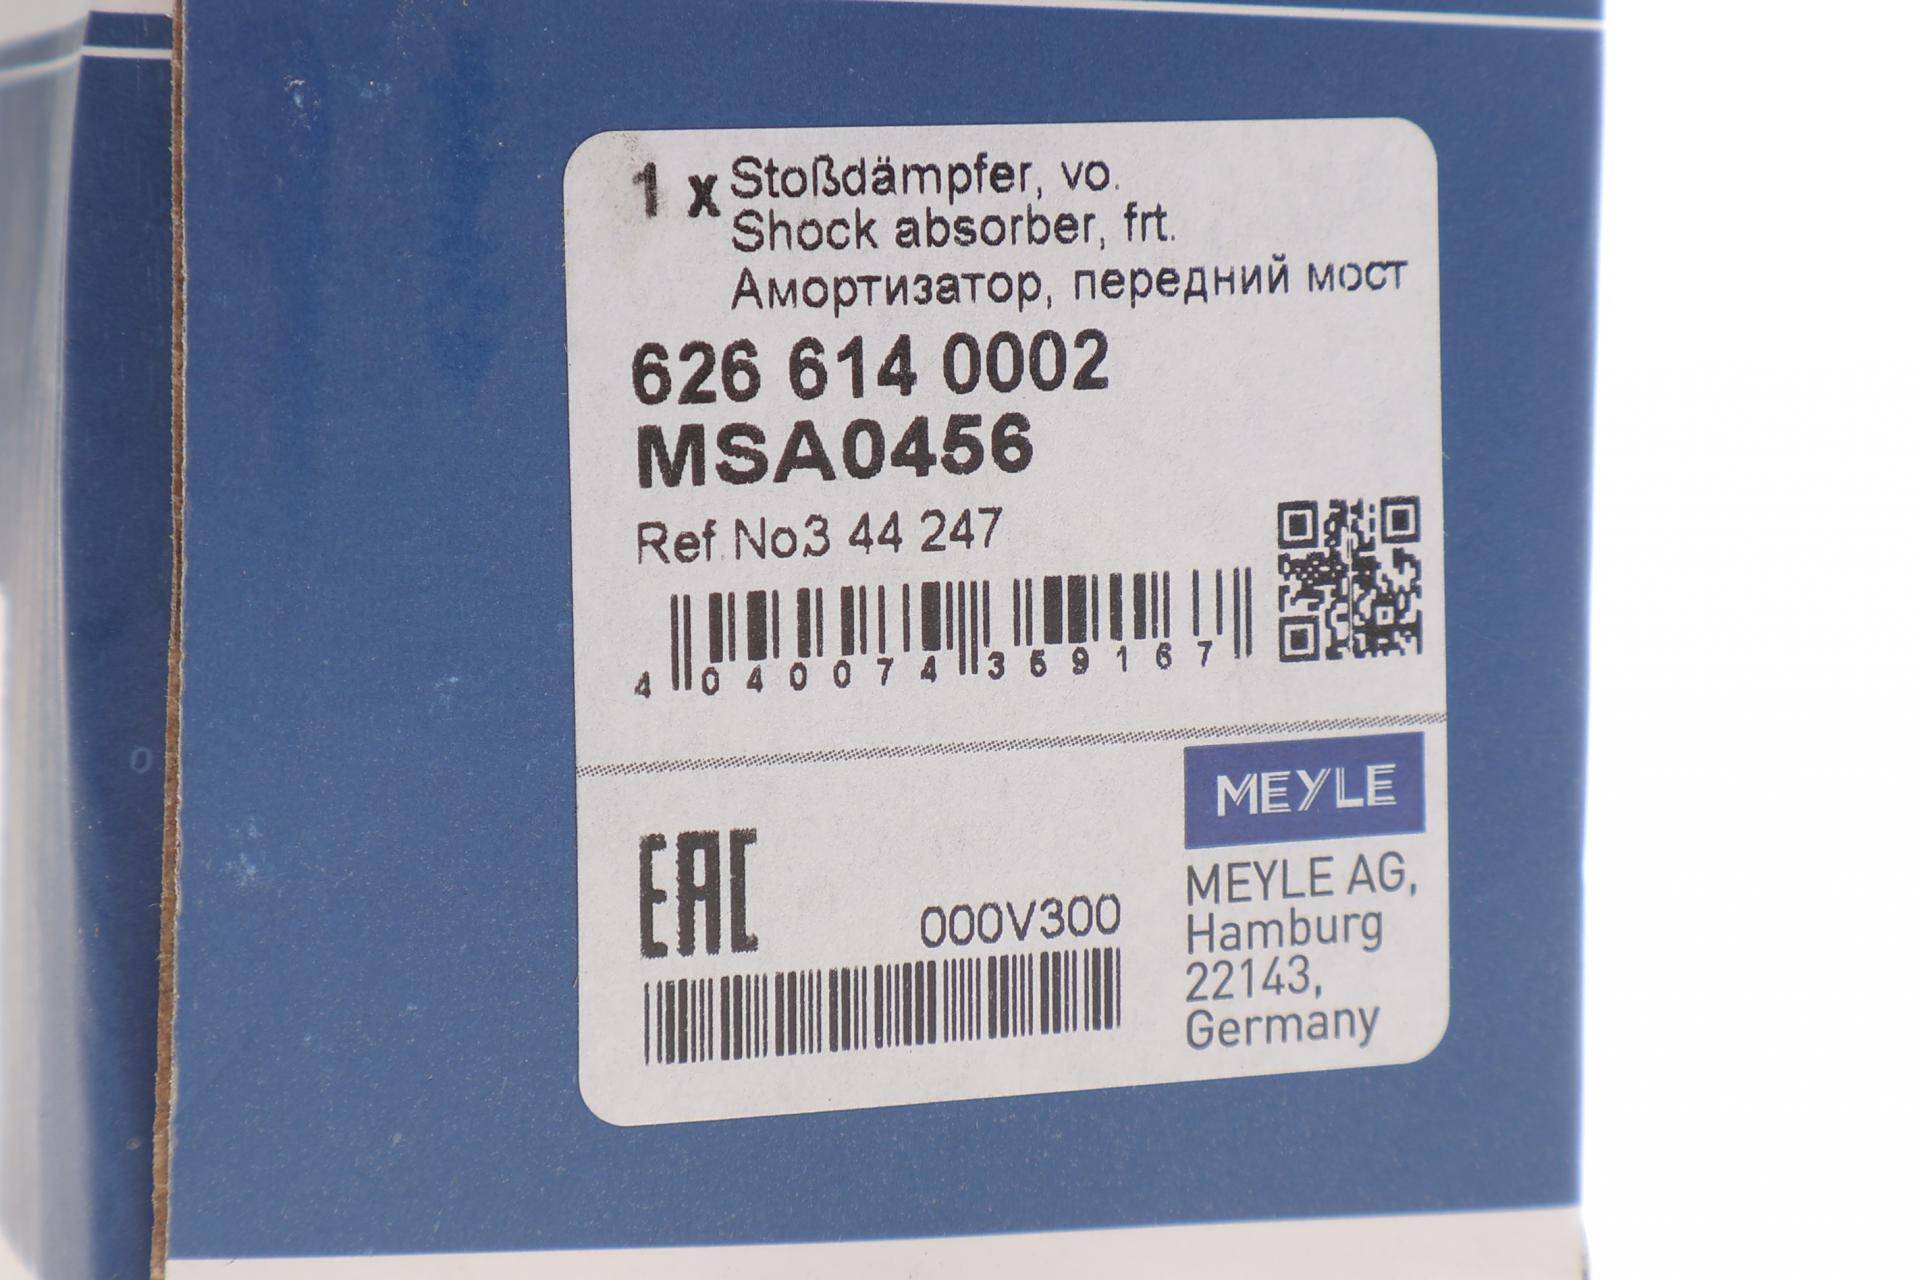 1 x Stoßdämpfer, vo.
Shock absorber, frt.
Амортизатор, передний мост
626 614 0002
MSA0456
Ref.No3 44 247
4 040074 359167
EAC
000V300
MEYLE
MEYLE AG,
Hamburg
22143,
Germany